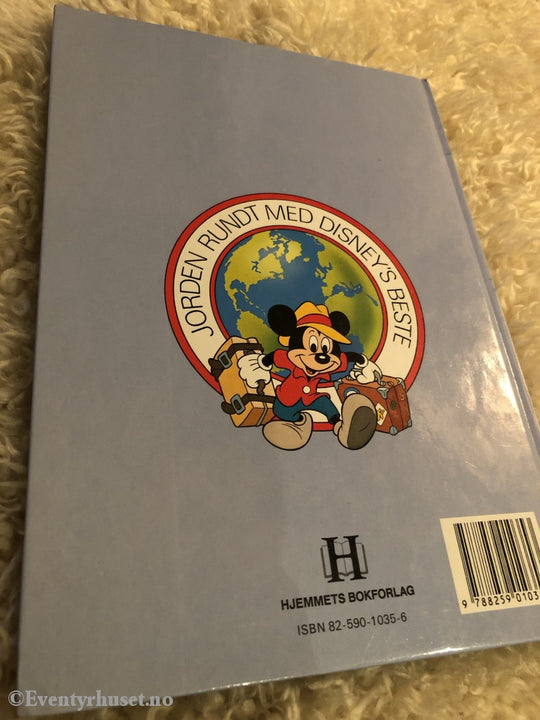 JORDEN RUNDT MED DISNEY'S BESTE
H
HJEMMETS BOKFORLAG
ISBN 82-590-1035-6
9 788259 0103
©Eventyrhuset.no